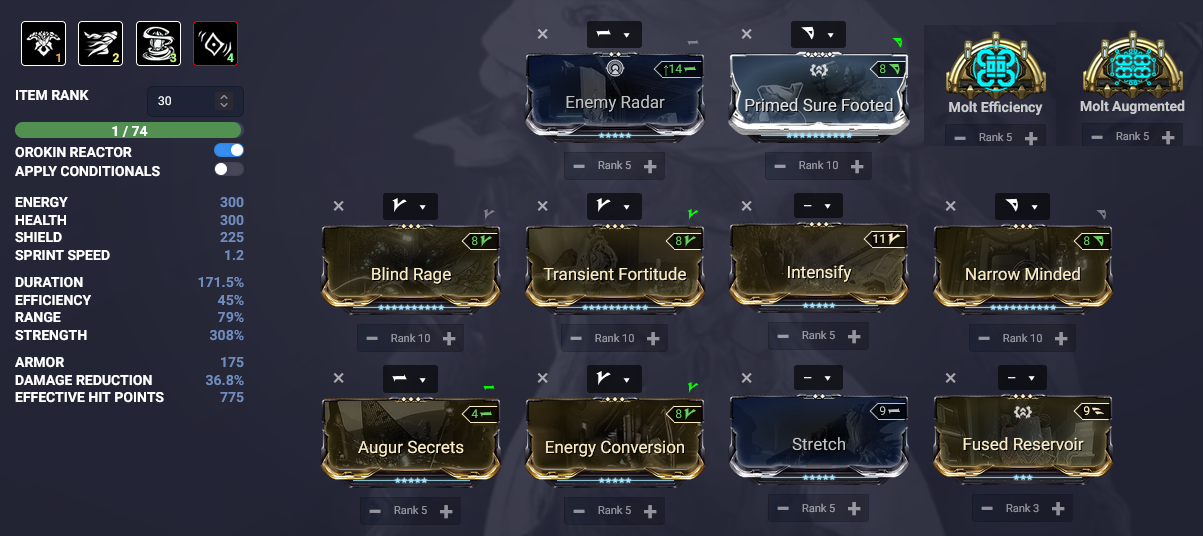 1
2
3
4
ITEM RANK
30
1 / 74
OROKIN REACTOR
APPLY CONDITIONALS
ENERGY 300
HEALTH 300
SHIELD 225
SPRINT SPEED 1.2
DURATION 171.5%
EFFICIENCY 45%
RANGE 79%
STRENGTH 308%
ARMOR 175
DAMAGE REDUCTION 36.8%
EFFECTIVE HIT POINTS 775
↑14
Enemy Radar
Rank 5
8
Primed Sure Footed
Rank 10
Molt Efficiency
Rank 5
Molt Augmented
Rank 5
8
Blind Rage
Rank 10
8
Transient Fortitude
Rank 10
11
Intensify
Rank 5
8
Narrow Minded
Rank 10
4
Augur Secrets
Rank 5
8
Energy Conversion
Rank 5
9
Stretch
Rank 5
9
Fused Reservoir
Rank 3